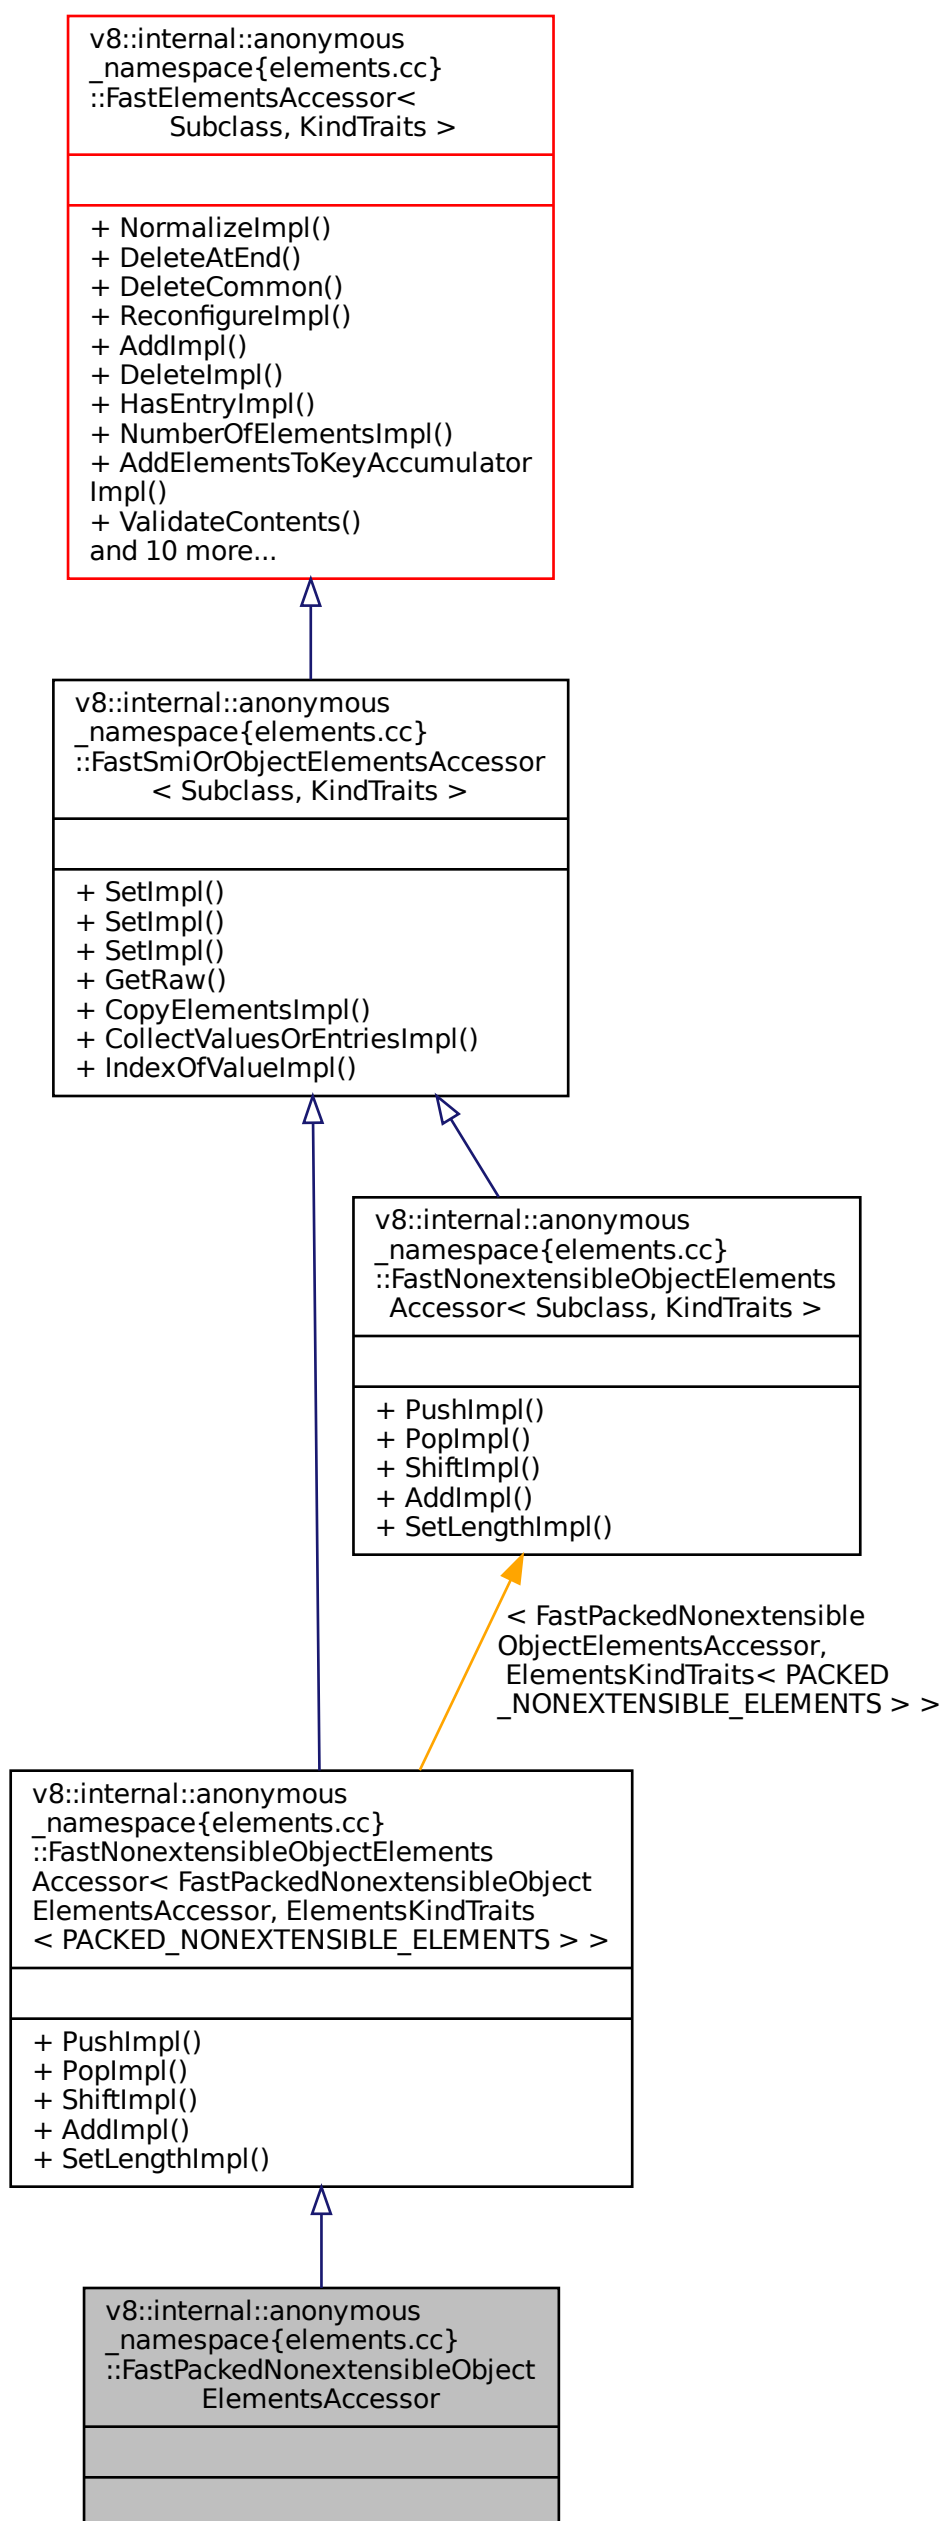 v8::internal::anonymous
_namespace{elements.cc}
::FastElementsAccessor<
Subclass, KindTraits >
+ NormalizeImpl()
+ DeleteAtEnd()
+ DeleteCommon()
+ ReconfigureImpl()
+ AddImpl()
+ DeleteImpl()
+ HasEntryImpl()
+ NumberOfElementsImpl()
+ AddElementsToKeyAccumulator
Impl()
+ ValidateContents()
and 10 more...
v8::internal::anonymous
_namespace{elements.cc}
::FastSmiOrObjectElementsAccessor
< Subclass, KindTraits >
+ SetImpl()
+ SetImpl()
+ SetImpl()
+ GetRaw()
+ CopyElementsImpl()
+ CollectValuesOrEntriesImpl()
+ IndexOfValueImpl()
v8::internal::anonymous
_namespace{elements.cc}
::FastNonextensibleObjectElements
Accessor< Subclass, KindTraits >
+ PushImpl()
+ PopImpl()
+ ShiftImpl()
+ AddImpl()
+ SetLengthImpl()
< FastPackedNonextensible
ObjectElementsAccessor,
ElementsKindTraits< PACKED
_NONEXTENSIBLE_ELEMENTS > >
v8::internal::anonymous
_namespace{elements.cc}
::FastNonextensibleObjectElements
Accessor< FastPackedNonextensibleObject
ElementsAccessor, ElementsKindTraits
< PACKED_NONEXTENSIBLE_ELEMENTS > >
+ PushImpl()
+ PopImpl()
+ ShiftImpl()
+ AddImpl()
+ SetLengthImpl()
v8::internal::anonymous
_namespace{elements.cc}
::FastPackedNonextensibleObject
ElementsAccessor